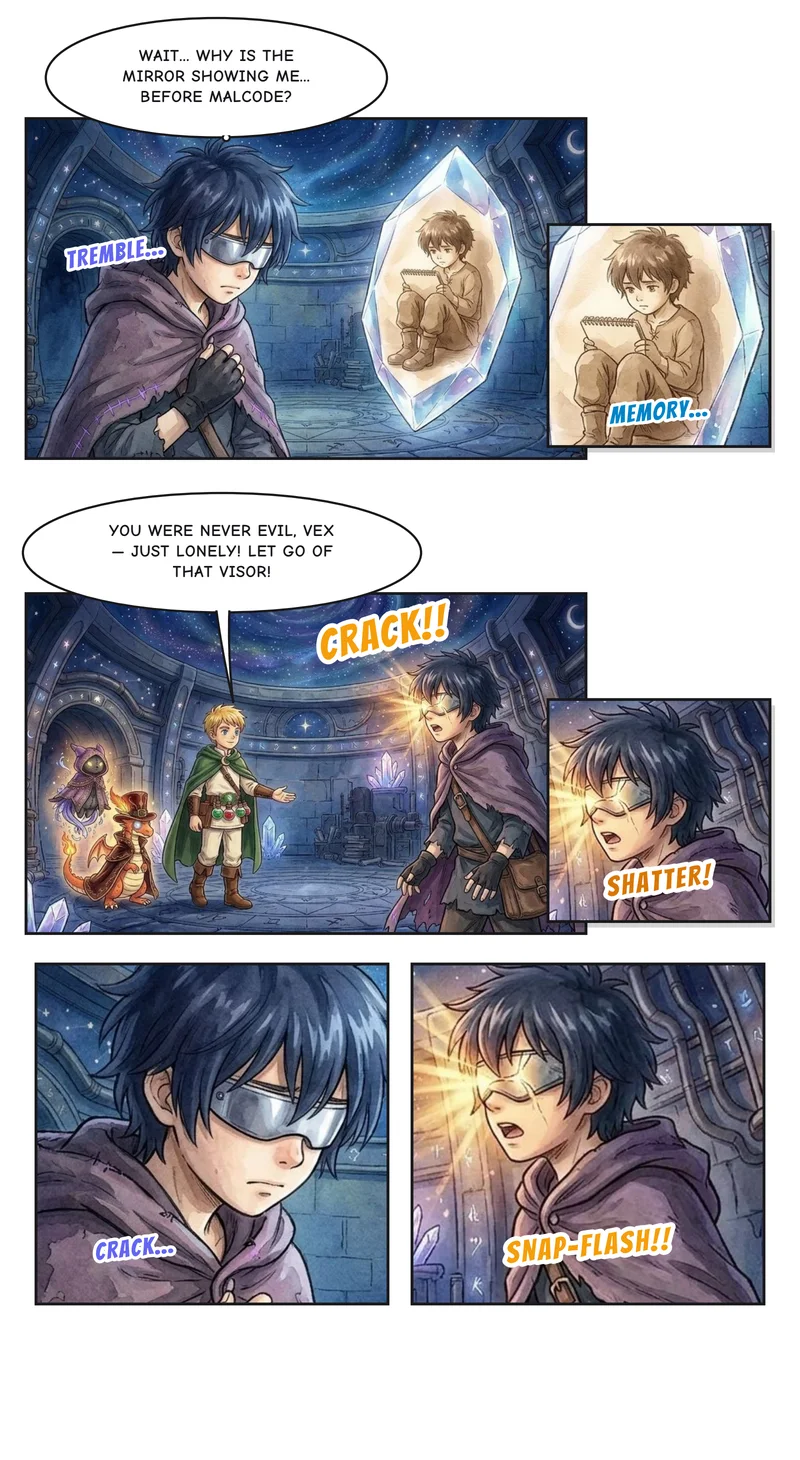 WAIT... WHY IS THE
MIRROR SHOWING ME...
BEFORE MALCODE?
TREMBLE...
MEMORY...
YOU WERE NEVER EVIL, VEX
— JUST LONELY! LET GO OF
THAT VISOR!
CRACK!!
SHATTER!
CRACK...
SNAP-FLASH!!